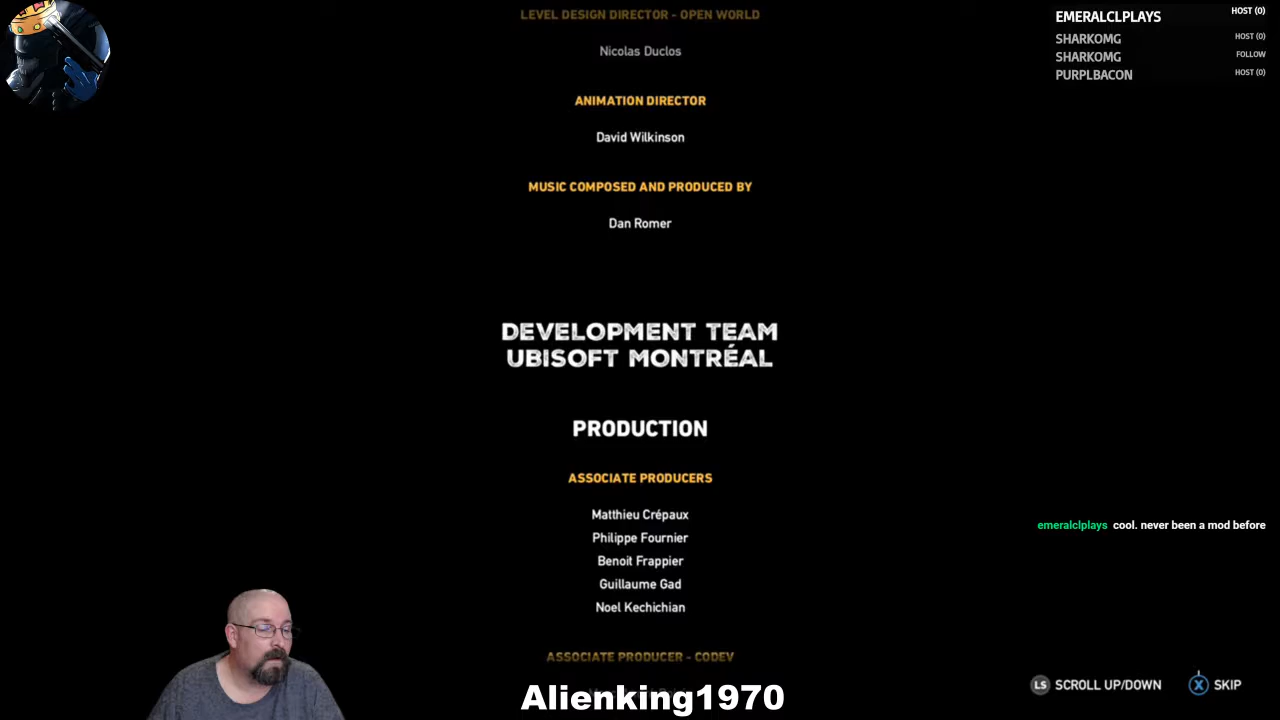 LEVEL DESIGN DIRECTOR - OPEN WORLD
Nicolas Duclos
ANIMATION DIRECTOR
David Wilkinson
MUSIC COMPOSED AND PRODUCED BY
Dan Romer
DEVELOPMENT TEAM
UBISOFT MONTRÉAL
PRODUCTION
ASSOCIATE PRODUCERS
Matthieu Crépaux
Philippe Fournier
Benoit Frappier
Guillaume Gad
Noel Kechichian
ASSOCIATE PRODUCER - CODEV
EMERALCLPLAYS HOST (0)
SHARKOMG HOST (0)
SHARKOMG FOLLOW
PURPLBACON HOST (0)
emeralclplays cool. never been a mod before
LS SCROLL UP/DOWN X SKIP
Alienking1970